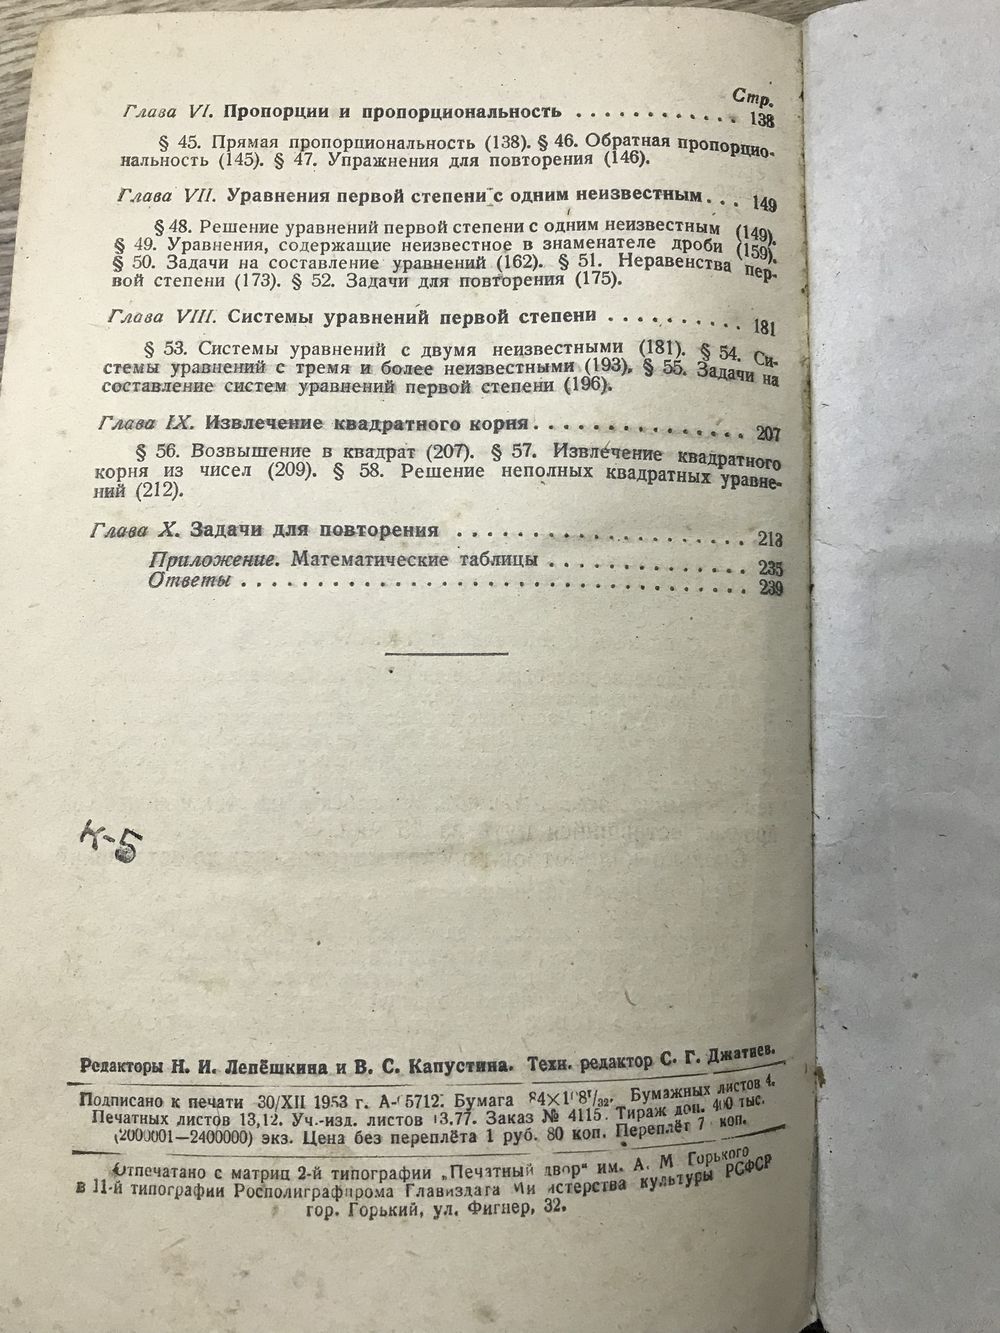 Стр.
Глава VI. Пропорции и пропорциональность . . . . . . . . . . . . 138
§ 45. Прямая пропорциональность (138). § 46. Обратная пропорцио-
нальность (145). § 47. Упражнения для повторения (146).
Глава VII. Уравнения первой степени с одним неизвестным. . . 149
§ 48. Решение уравнений первой степени с одним неизвестным (149).
§ 49. Уравнения, содержащие неизвестное в знаменателе дроби (159).
§ 50. Задачи на составление уравнений (162). § 51. Неравенства пер-
вой степени (173). § 52. Задачи для повторения (175).
Глава VIII. Системы уравнений первой степени . . . . . . . . . . 181
§ 53. Системы уравнений с двумя неизвестными (181). § 54. Си-
стемы уравнений с тремя и более неизвестными (193). § 55. Задачи на
составление систем уравнений первой степени (196).
Глава IX. Извлечение квадратного корня . . . . . . . . . . . . . . . 207
§ 56. Возвышение в квадрат (207). § 57. Извлечение квадратного
корня из чисел (209). § 58. Решение неполных квадратных уравне-
ний (212).
Глава X. Задачи для повторения . . . . . . . . . . . . . . . . . . . 213
Приложение. Математические таблицы . . . . . . . . . . . . . 235
Ответы . . . . . . . . . . . . . . . . . . . . . . . . . . . . . . . 239
К-5
Редакторы Н. И. Лепёшкина и В. С. Капустина. Техн. редактор С. Г. Джатиев.
Подписано к печати 30/XII 1953 г. Бумага Бумажных листов 4.
Печатных листов 13,12. Уч.-изд. листов 13,77. Заказ № 4115. Тираж доп. 400 тыс.
(2000001—2400000) экз. Цена без переплёта 1 руб. 80 коп. Переплёт 7 коп.
Отпечатано с матриц 2-й типографии „Печатный двор“ им. А. М Горького
в 11-й типографии Росполиграфпрома Главиздата Министерства культуры РСФСР
гор. Горький, ул. Фигнер, 32.